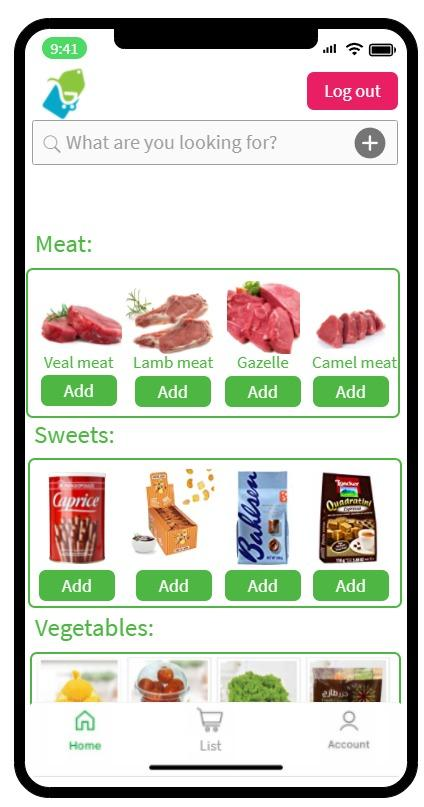 9:41
Log out
What are you looking for?
Meat:
Veal meat Lamb meat Gazelle Camel meat
Add Add Add Add
Sweets:
Caprice
Bahlsen
Loacker
Quadratini
Espresso
Add Add Add Add
Vegetables:
Home List Account